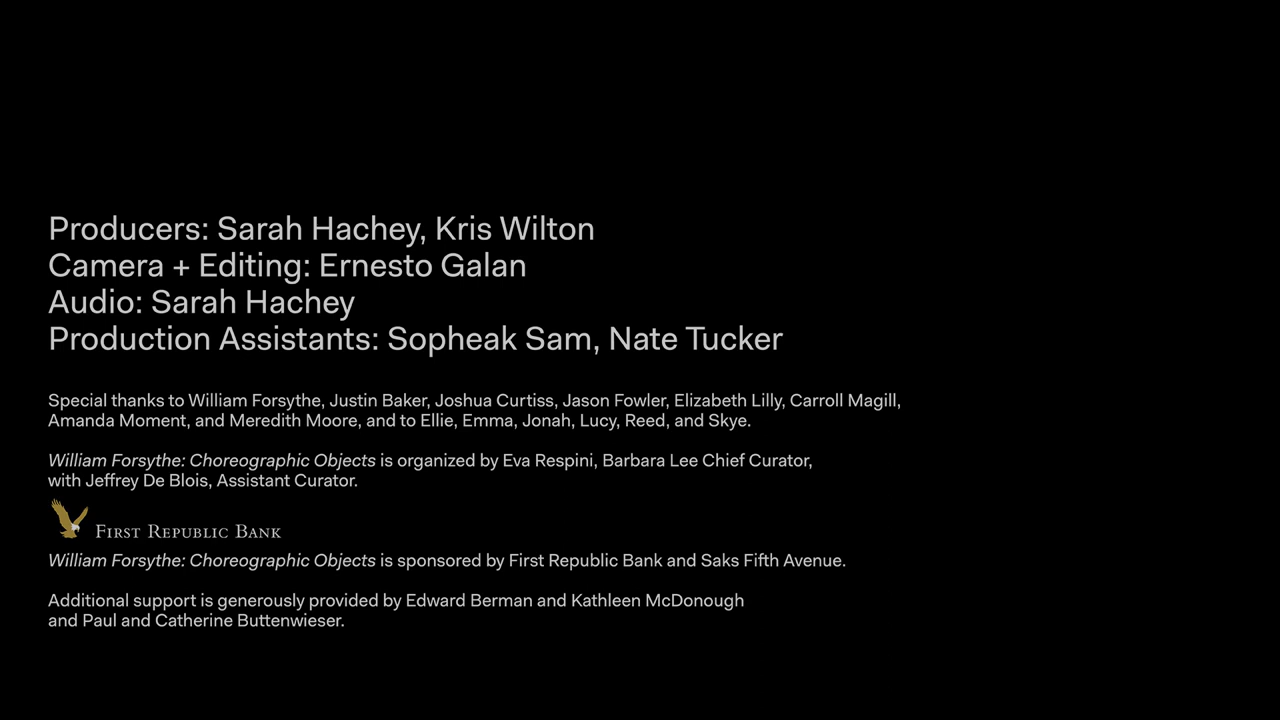 Producers: Sarah Hachey, Kris Wilton
Camera + Editing: Ernesto Galan
Audio: Sarah Hachey
Production Assistants: Sopheak Sam, Nate Tucker
Special thanks to William Forsythe, Justin Baker, Joshua Curtiss, Jason Fowler, Elizabeth Lilly, Carroll Magill,
Amanda Moment, and Meredith Moore, and to Ellie, Emma, Jonah, Lucy, Reed, and Skye.
William Forsythe: Choreographic Objects is organized by Eva Respini, Barbara Lee Chief Curator,
with Jeffrey De Blois, Assistant Curator.
First Republic Bank
William Forsythe: Choreographic Objects is sponsored by First Republic Bank and Saks Fifth Avenue.
Additional support is generously provided by Edward Berman and Kathleen McDonough
and Paul and Catherine Buttenwieser.